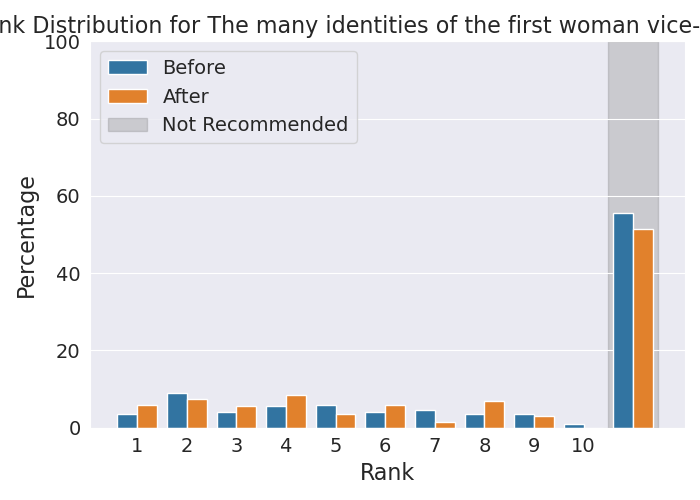 nk Distribution for The many identities of the first woman vice-
100
80
60
40
20
0
Percentage
Before
After
Not Recommended
1 2 3 4 5 6 7 8 9 10
Rank